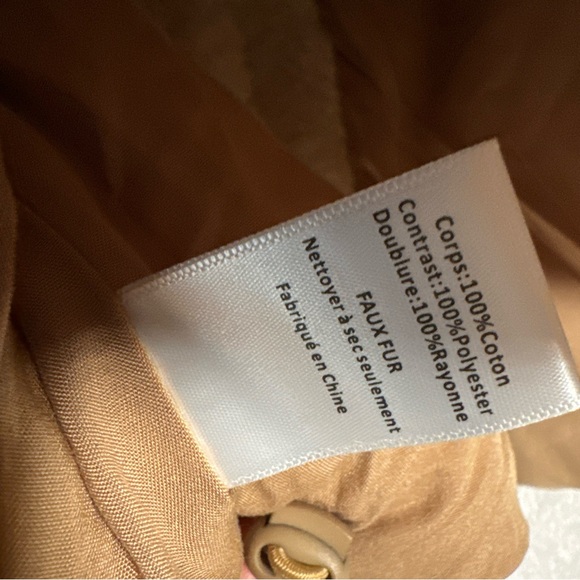 Corps:100%Coton
Contrast:100%Polyester
Doublure:100%Rayonne
FAUX FUR
Nettoyer à sec seulement
Fabriqué en Chine